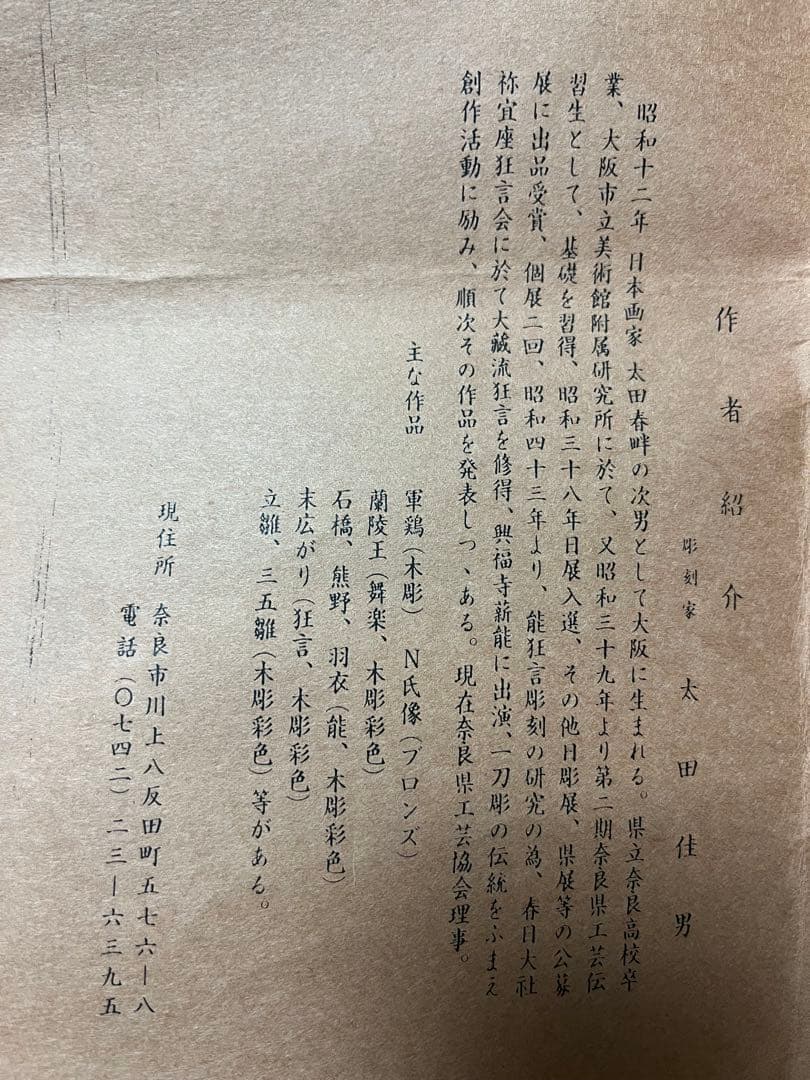 作者紹介
彫刻家 太田佳男
昭和十二年 日本画家 太田春畔の次男として大阪に生まれる。県立奈良高校卒
業、大阪市立美術館附属研究所に於て、又昭和三十九年より第二期奈良県工芸伝
習生として、基礎を習得、昭和三十八年日展入選、その他日彫展、県展等の公募
展に出品受賞、個展二回、昭和四十三年より、能狂言彫刻の研究の為、春日大社
祢宜座狂言会に於て大蔵流狂言を修得、興福寺薪能に出演、一刀彫の伝統をふまえ
創作活動に励み、順次その作品を発表しつゝある。現在奈良県工芸協会理事。
主な作品 軍鶏(木彫) N氏像(ブロンズ)
蘭陵王(舞楽、木彫彩色)
石橋、熊野、羽衣(能、木彫彩色)
末広がり(狂言、木彫彩色)
立雛、三五雛(木彫彩色)等がある。
現住所 奈良市川上八反田町五七六ー八
電話(〇七四二)二三ー六三九五